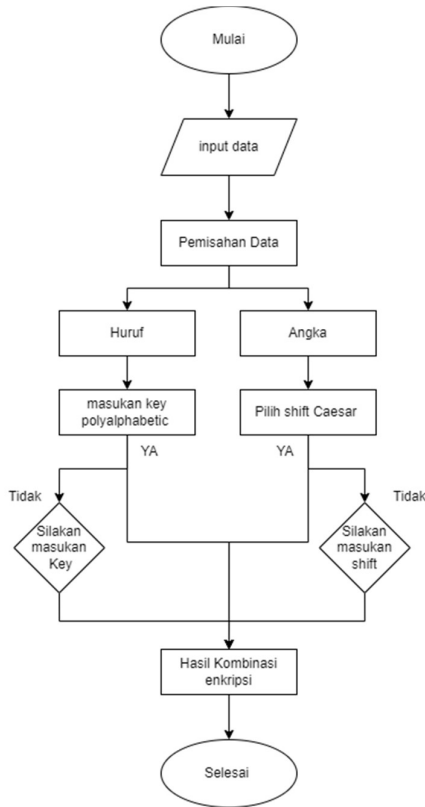 Mulai
input data
Pemisahan Data
Huruf
Angka
masukan key
polyalphabetic
Pilih shift Caesar
YA
YA
Tidak
Tidak
Silakan
masukan
Key
Silakan
masukan
shift
Hasil Kombinasi
enkripsi
Selesai